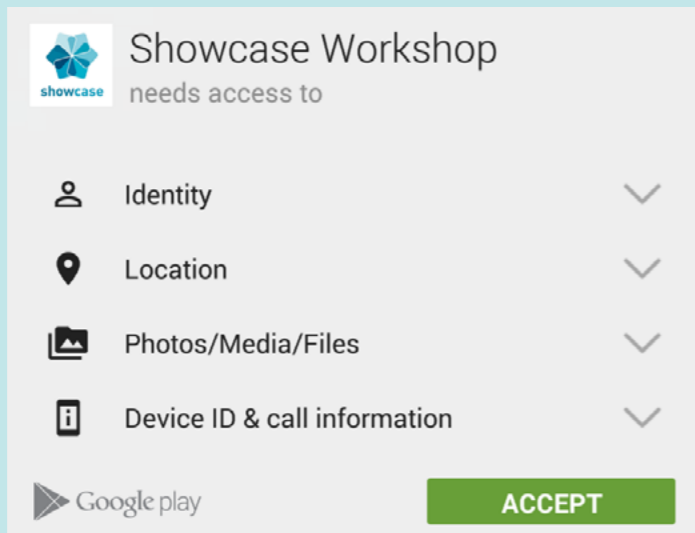 Showcase Workshop
showcase
needs access to
Identity
Location
Photos/Media/Files
Device ID & call information
Google play
ACCEPT